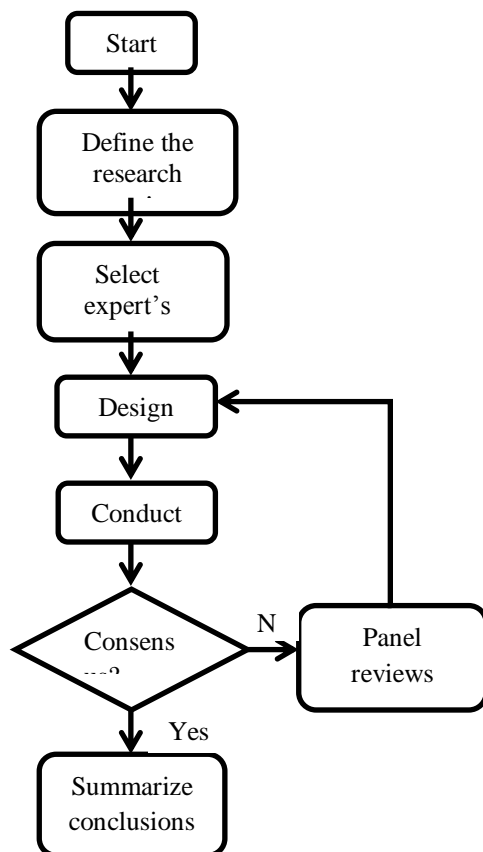 Start
Define the
research
Select
expert's
Design
Conduct
Consens
N
Panel
reviews
Yes
Summarize
conclusions